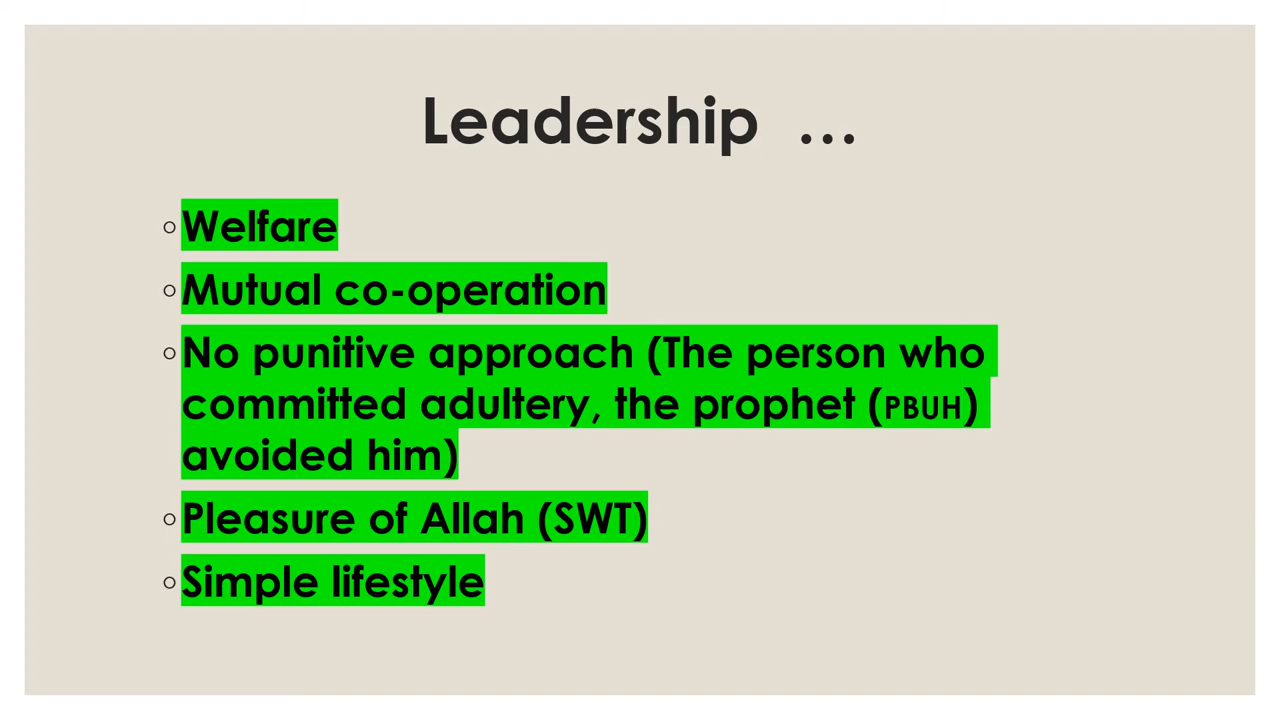 Leadership ...
◦Welfare
◦Mutual co-operation
◦No punitive approach (The person who
committed adultery, the prophet (PBUH)
avoided him)
◦Pleasure of Allah (SWT)
◦Simple lifestyle